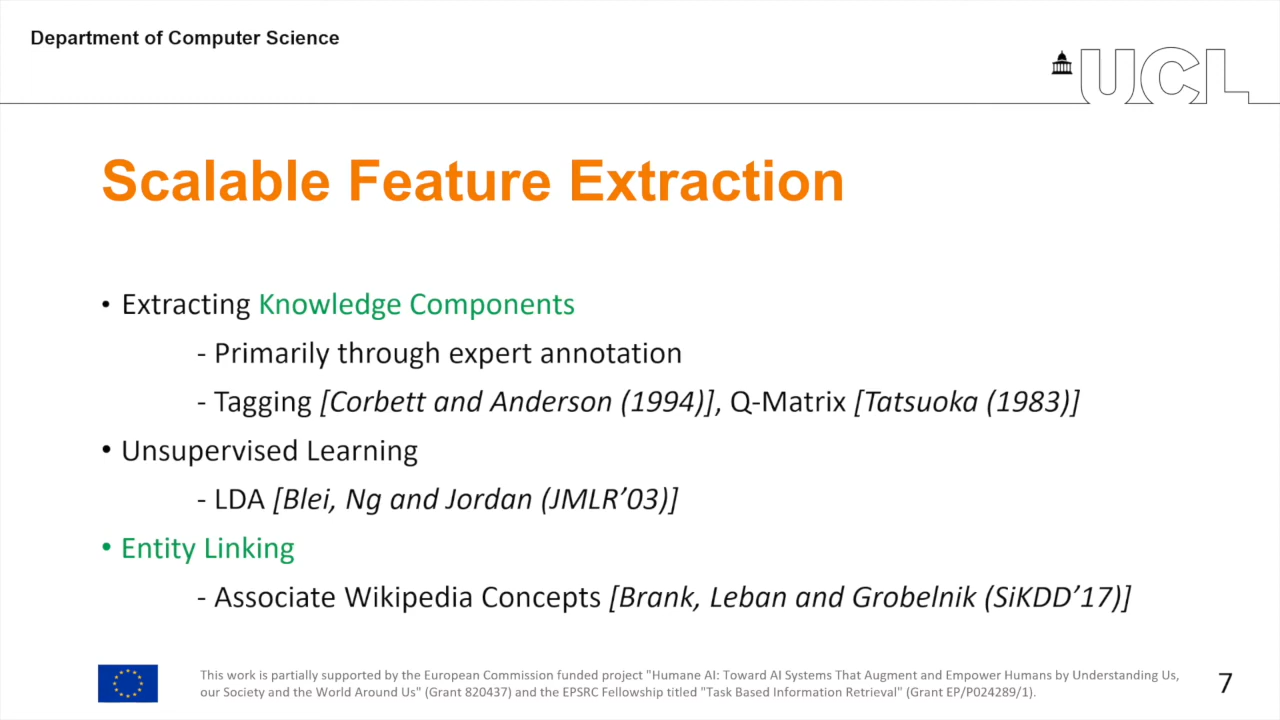 Department of Computer Science
UCL
Scalable Feature Extraction
• Extracting Knowledge Components
- Primarily through expert annotation
- Tagging [Corbett and Anderson (1994)], Q-Matrix [Tatsuoka (1983)]
• Unsupervised Learning
- LDA [Blei, Ng and Jordan (JMLR’03)]
• Entity Linking
- Associate Wikipedia Concepts [Brank, Leban and Grobelnik (SiKDD’17)]
This work is partially supported by the European Commission funded project "Humane AI: Toward AI Systems That Augment and Empower Humans by Understanding Us,
our Society and the World Around Us" (Grant 820437) and the EPSRC Fellowship titled "Task Based Information Retrieval" (Grant EP/P024289/1).
7